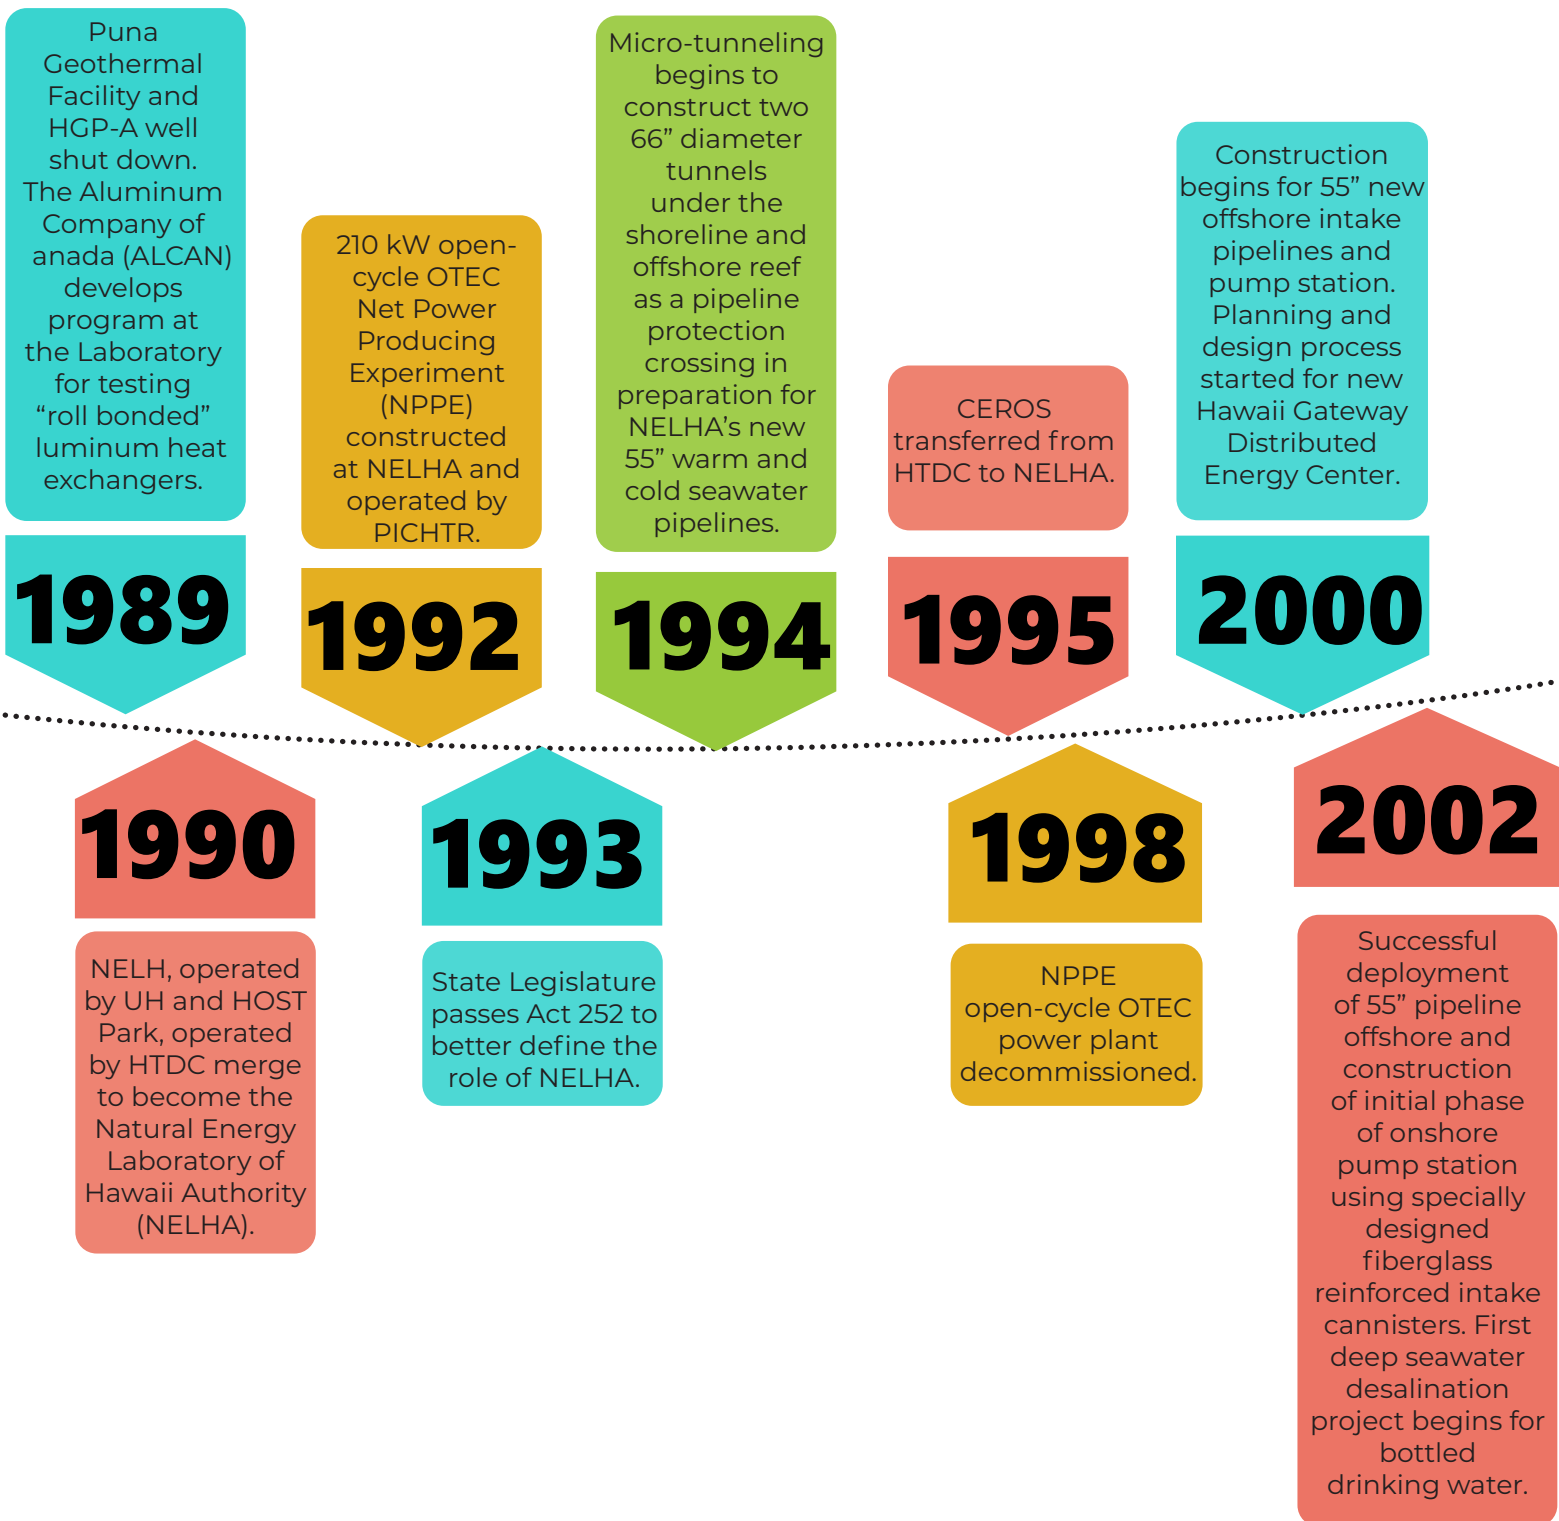 Puna
Geothermal
Facility and
HGP-A well
shut down.
The Aluminum
Company of
anada (ALCAN)
develops
program at
the Laboratory
for testing
“roll bonded”
luminum heat
exchangers.
1989
NELH, operated
by UH and HOST
Park, operated
by HTDC merge
to become the
Natural Energy
Laboratory of
Hawaii Authority
(NELHA).
1990
210 kW open-
cycle OTEC
Net Power
Producing
Experiment
(NPPE)
constructed
at NELHA and
operated by
PICHTR.
1992
1993
State Legislature
passes Act 252 to
better define the
role of NELHA.
Micro-tunneling
begins to
construct two
66” diameter
tunnels
under the
shoreline and
offshore reef
as a pipeline
protection
crossing in
preparation for
NELHA’s new
55” warm and
cold seawater
pipelines.
1994
CEROS
transferred from
HTDC to NELHA.
1995
1998
NPPE
open-cycle OTEC
power plant
decommissioned.
Construction
begins for 55” new
offshore intake
pipelines and
pump station.
Planning and
design process
started for new
Hawaii Gateway
Distributed
Energy Center.
2000
2002
Successful
deployment
of 55” pipeline
offshore and
construction
of initial phase
of onshore
pump station
using specially
designed
fiberglass
reinforced intake
cannisters. First
deep seawater
desalination
project begins for
bottled
drinking water.